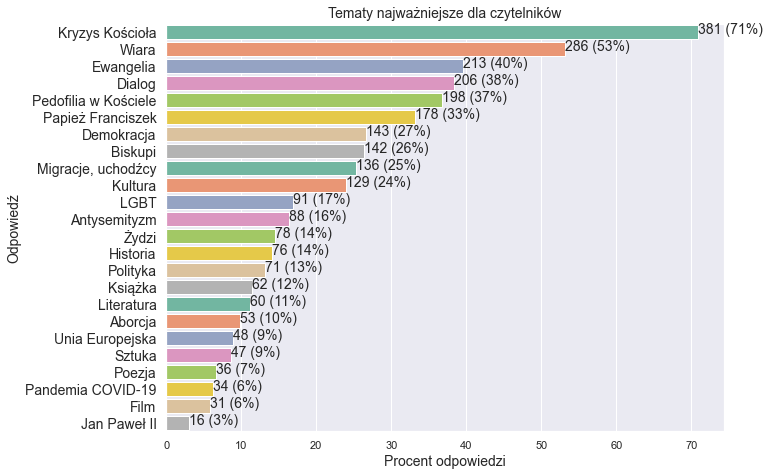 Tematy najważniejsze dla czytelników
Odpowiedź
Kryzys Kościoła 381 (71%)
Wiara 286 (53%)
Ewangelia 213 (40%)
Dialog 206 (38%)
Pedofilia w Kościele 198 (37%)
Papież Franciszek 178 (33%)
Demokracja 143 (27%)
Biskupi 142 (26%)
Migracje, uchodźcy 136 (25%)
Kultura 129 (24%)
LGBT 91 (17%)
Antysemityzm 88 (16%)
Żydzi 78 (14%)
Historia 76 (14%)
Polityka 71 (13%)
Książka 62 (12%)
Literatura 60 (11%)
Aborcja 53 (10%)
Unia Europejska 48 (9%)
Sztuka 47 (9%)
Poezja 36 (7%)
Pandemia COVID-19 34 (6%)
Film 31 (6%)
Jan Paweł II 16 (3%)
0 10 20 30 40 50 60 70
Procent odpowiedzi